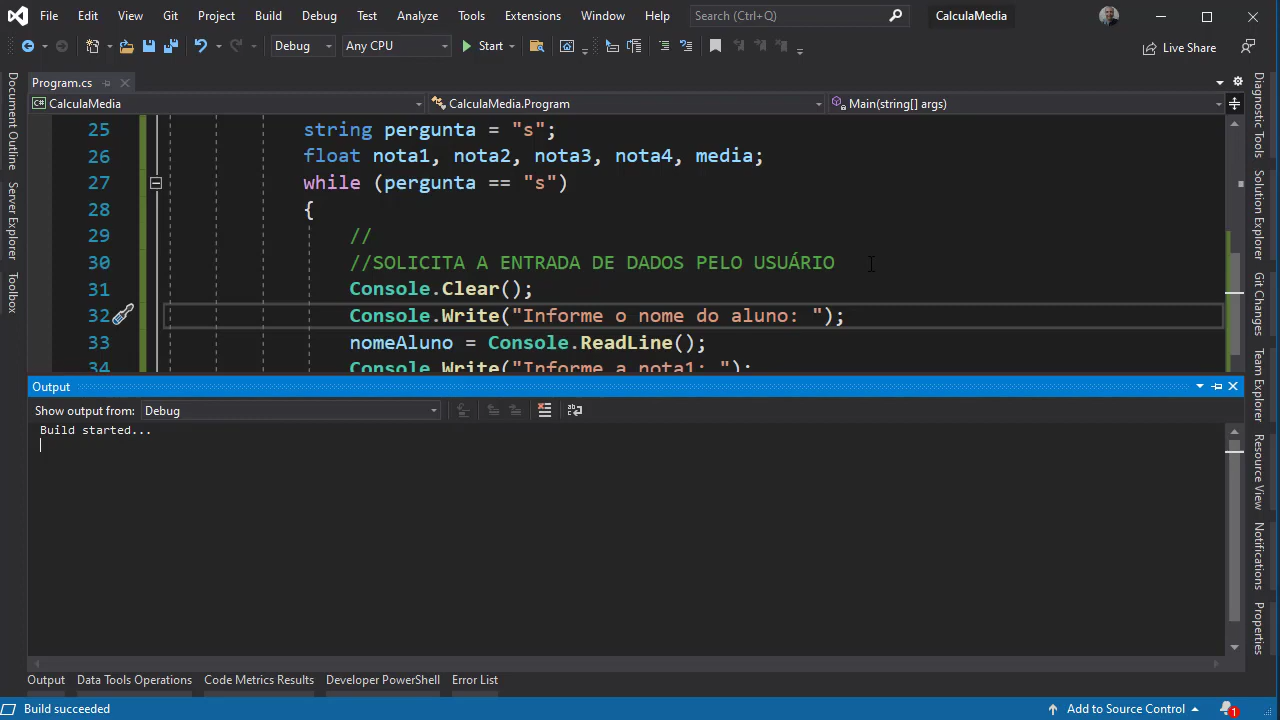 File Edit View Git Project Build Debug Test Analyze Tools Extensions Window Help Search (Ctrl+Q) CalculaMedia
Debug Any CPU Start Live Share
Program.cs
CalculaMedia CalculaMedia.Program Main(string[] args)
25 string pergunta = "s";
26 float nota1, nota2, nota3, nota4, media;
27 while (pergunta == "s")
28 {
29 //
30 //SOLICITA A ENTRADA DE DADOS PELO USUÁRIO
31 Console.Clear();
32 Console.Write("Informe o nome do aluno: ");
33 nomeAluno = Console.ReadLine();
34 Console.Write("Informe a nota1: ");
Output
Show output from: Debug
Build started...
Output Data Tools Operations Code Metrics Results Developer PowerShell Error List
Build succeeded Add to Source Control 1
Document Outline
Server Explorer
Toolbox
Diagnostic Tools
Solution Explorer
Git Changes
Team Explorer
Resource View
Notifications
Properties